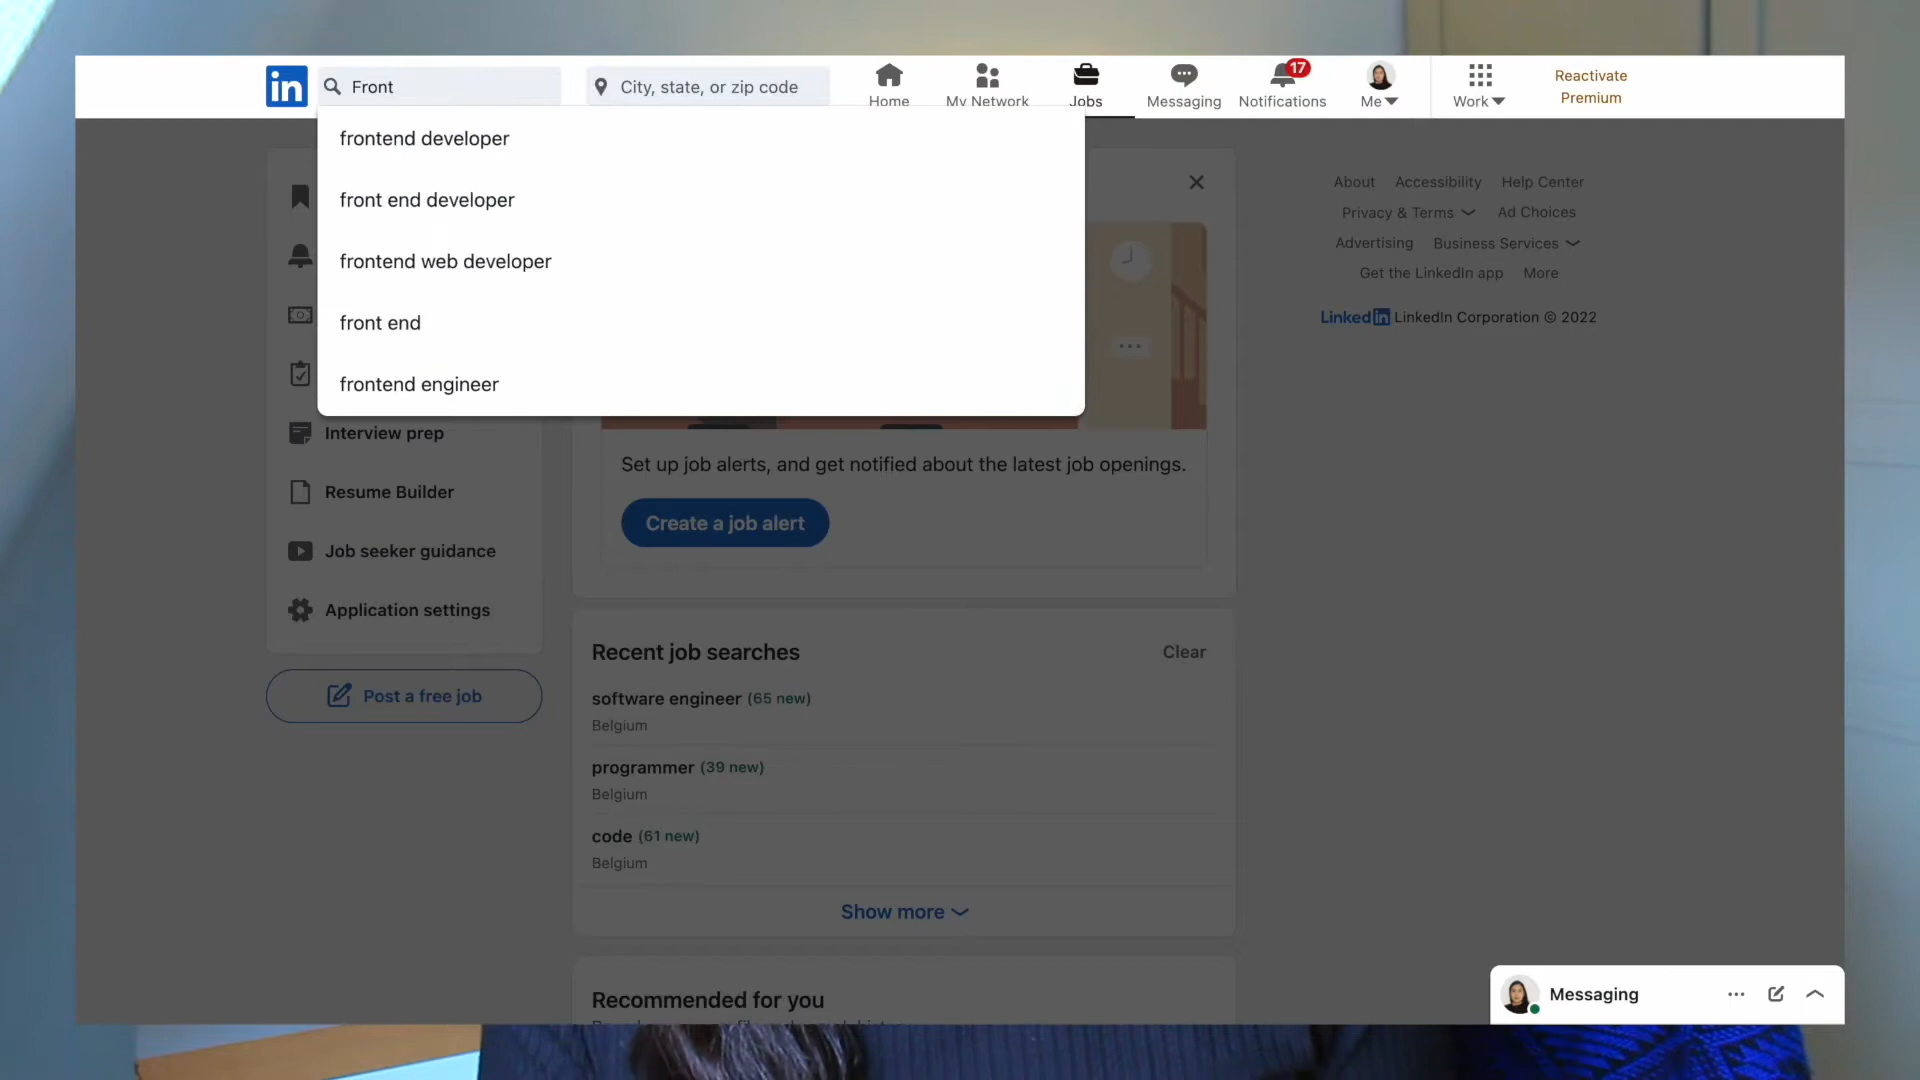 in
Front
City, state, or zip code
Home
My Network
Jobs
Messaging
17
Notifications
Me
Work
Reactivate
Premium
frontend developer
front end developer
frontend web developer
front end
frontend engineer
Interview prep
Resume Builder
Job seeker guidance
Application settings
Post a free job
Set up job alerts, and get notified about the latest job openings.
Create a job alert
Recent job searches
Clear
software engineer (65 new)
Belgium
programmer (39 new)
Belgium
code (61 new)
Belgium
Show more
Recommended for you
About Accessibility Help Center
Privacy & Terms Ad Choices
Advertising Business Services
Get the LinkedIn app More
LinkedIn LinkedIn Corporation © 2022
Messaging